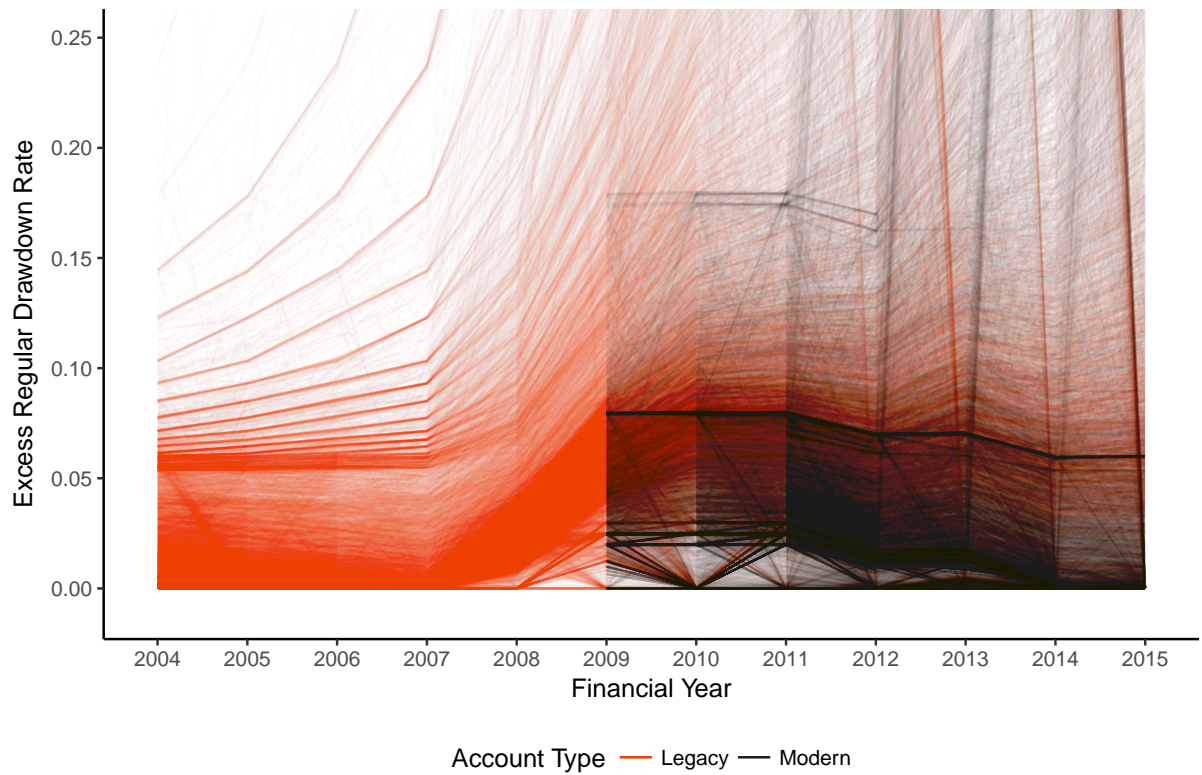 Excess Regular Drawdown Rate
0.25
0.20
0.15
0.10
0.05
0.00
2004 2005 2006 2007 2008 2009 2010 2011 2012 2013 2014 2015
Financial Year
Account Type Legacy Modern